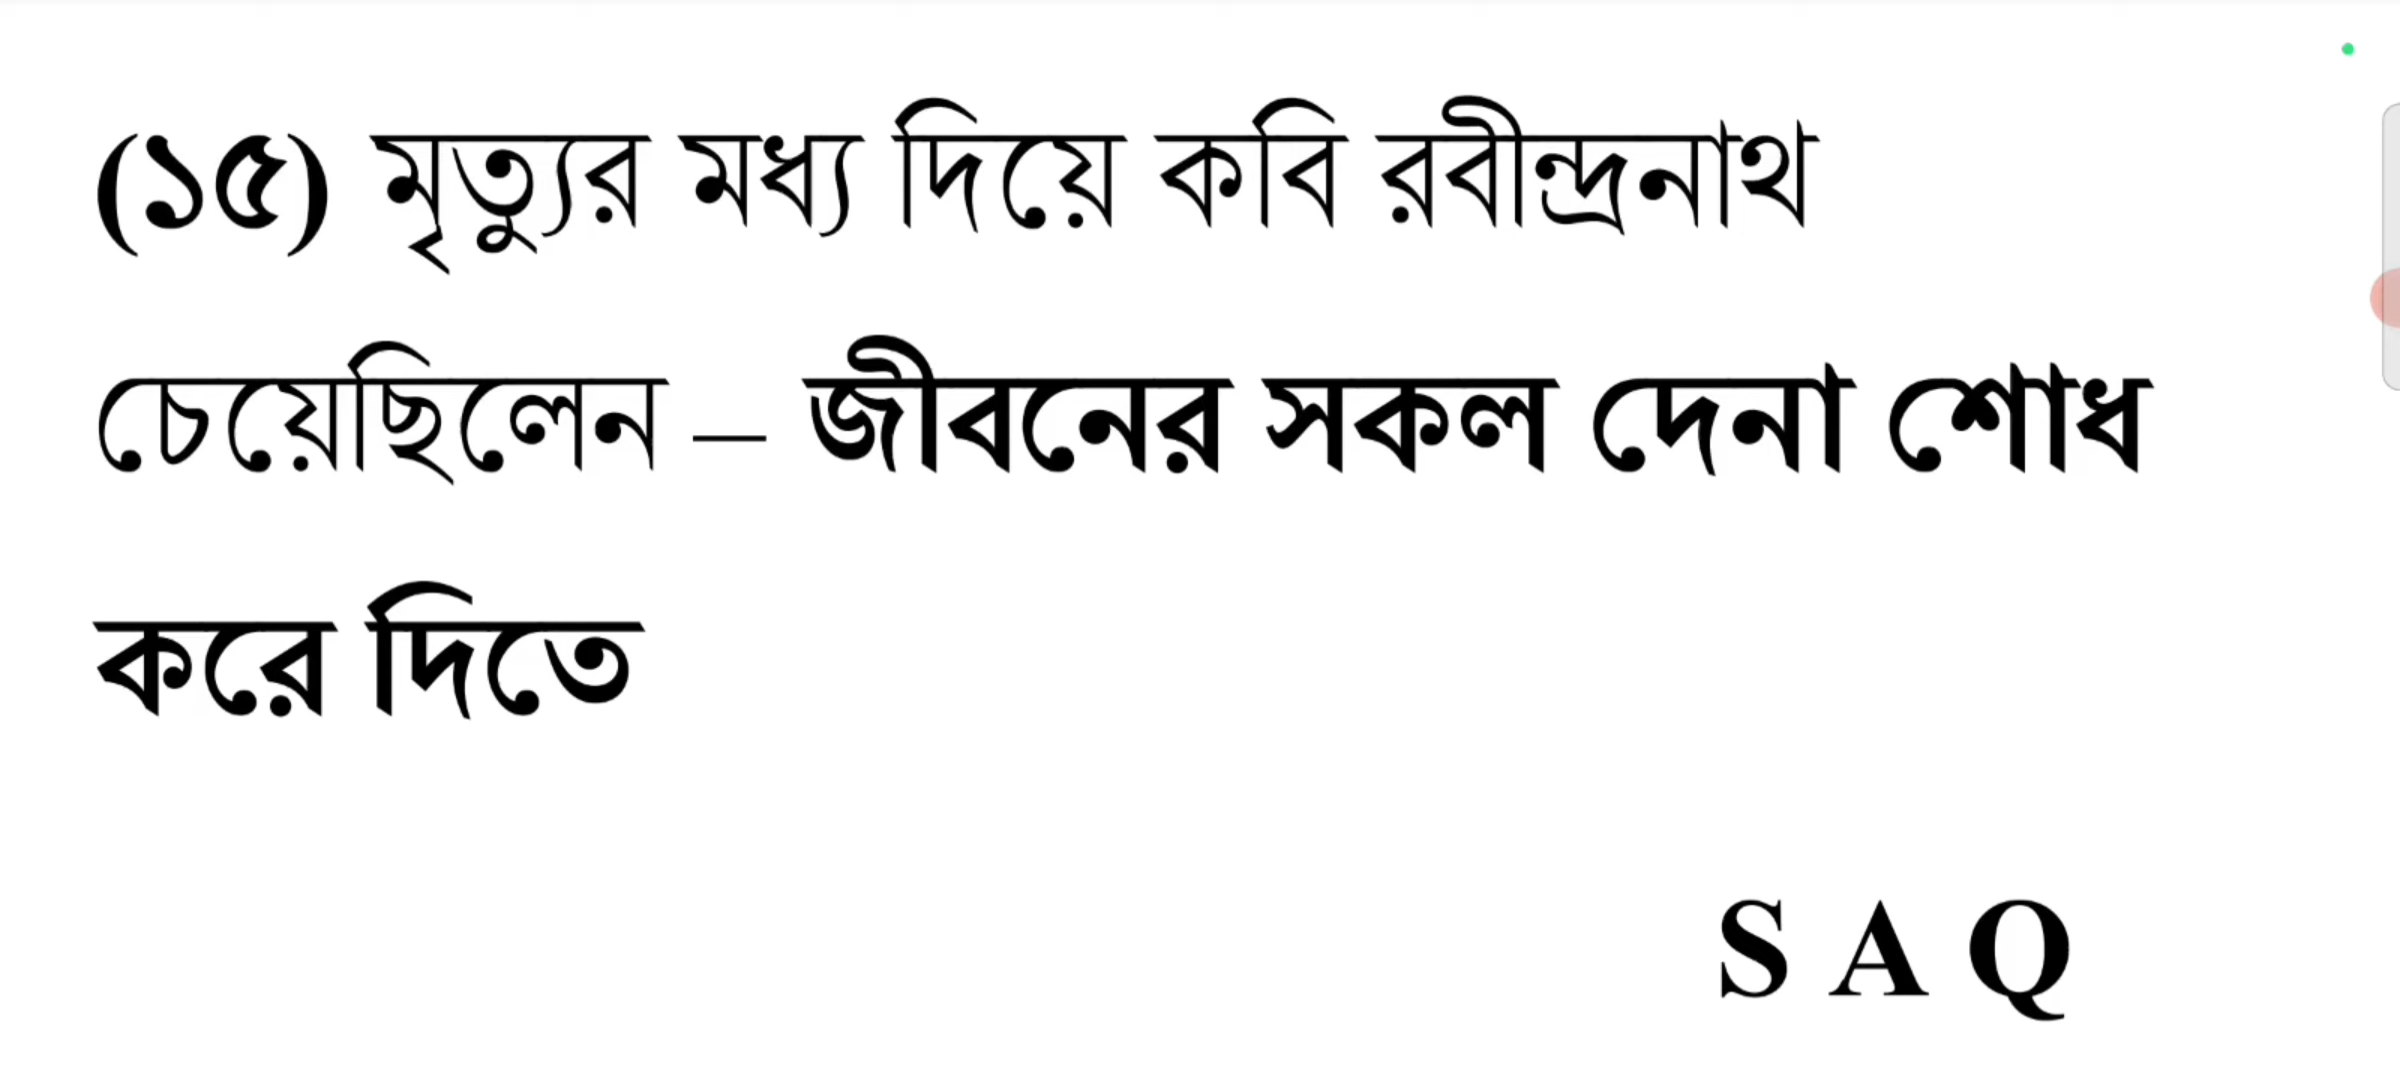 (১৫) মৃত্যুর মধ্য দিয়ে কবি রবীন্দ্রনাথ
চেয়েছিলেন – জীবনের সকল দেনা শোধ
করে দিতে
S A Q